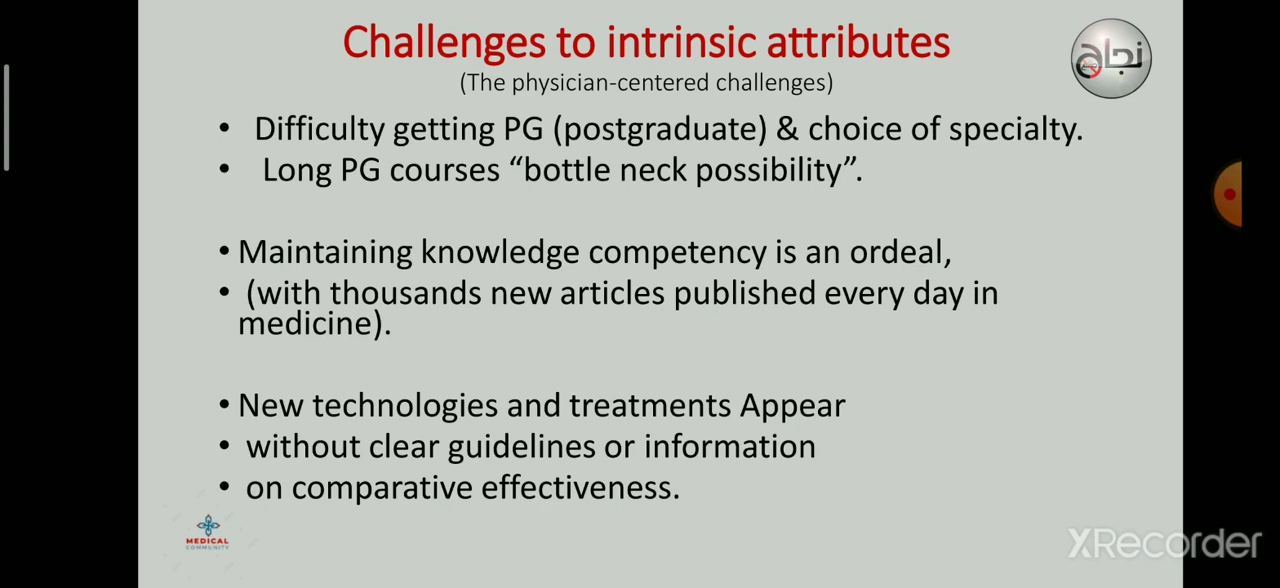 Challenges to intrinsic attributes
(The physician-centered challenges)
• Difficulty getting PG (postgraduate) & choice of specialty.
• Long PG courses “bottle neck possibility”.
• Maintaining knowledge competency is an ordeal,
• (with thousands new articles published every day in
medicine).
• New technologies and treatments Appear
• without clear guidelines or information
• on comparative effectiveness.
MEDICAL
COMMUNITY
XRecorder